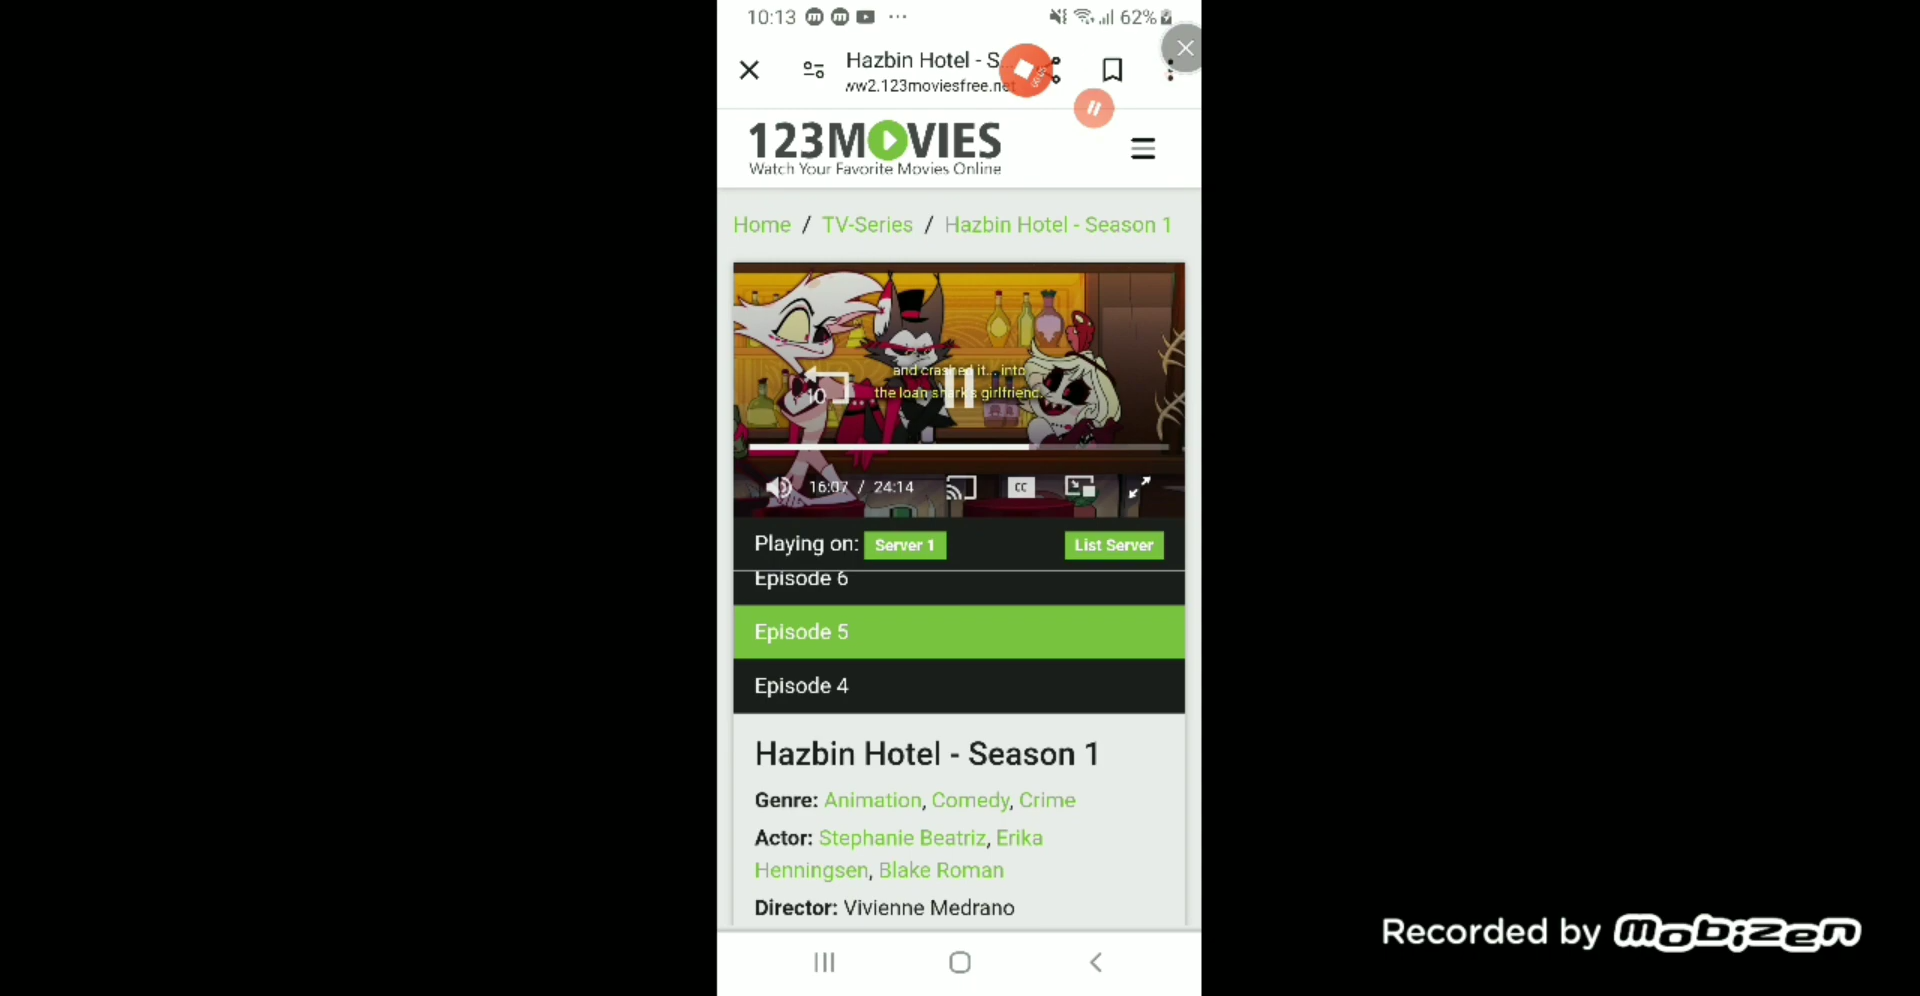 10:13
62%
Hazbin Hotel - S
ww2.123moviesfree.net
123MOVIES
Watch Your Favorite Movies Online
Home / TV-Series / Hazbin Hotel - Season 1
and crashed it... into
the loan shark's girlfriend.
10
16:07 / 24:14
CC
Playing on: Server 1
List Server
Episode 6
Episode 5
Episode 4
Hazbin Hotel - Season 1
Genre: Animation, Comedy, Crime
Actor: Stephanie Beatriz, Erika
Henningsen, Blake Roman
Director: Vivienne Medrano
Recorded by Mobizen